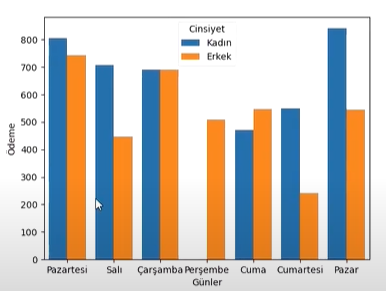 Cinsiyet
Kadın
Erkek
800
700
600
500
400
300
200
100
0
Ödeme
Pazartesi Salı Çarşamba Perşembe Cuma Cumartesi Pazar
Günler